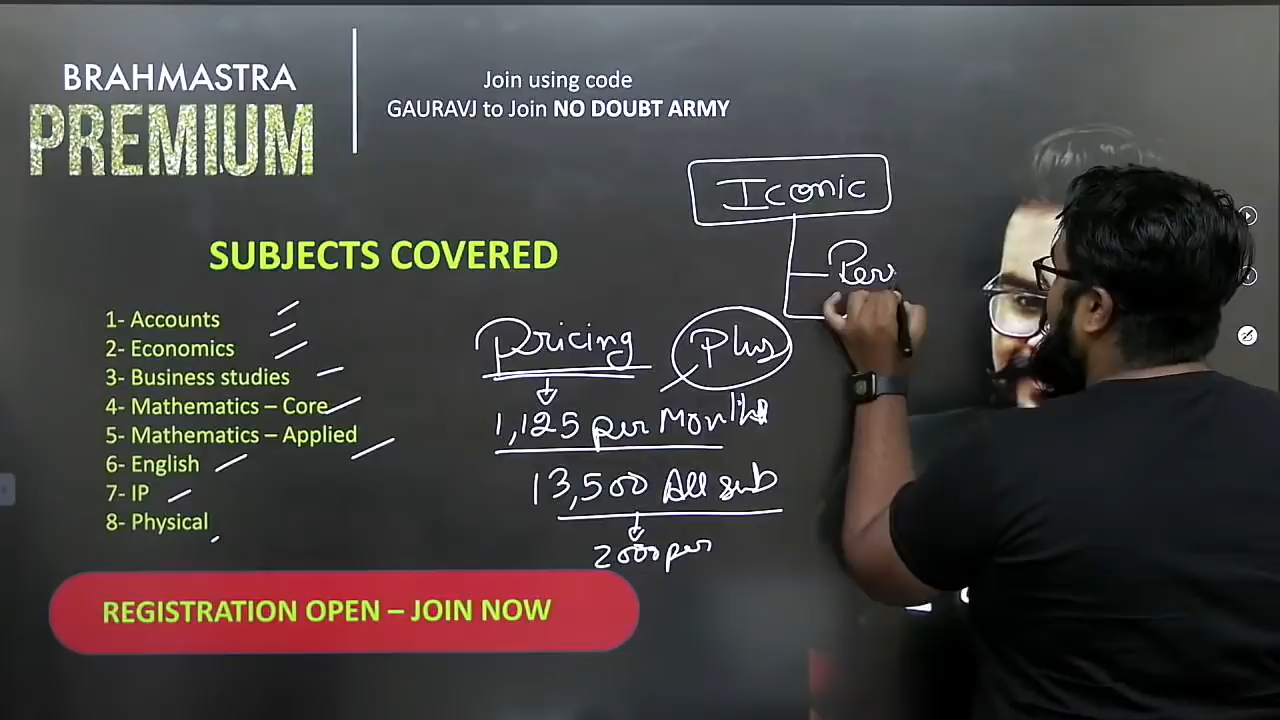 BRAHMASTRA
PREMIUM
Join using code
GAURAVJ to Join NO DOUBT ARMY
SUBJECTS COVERED
1- Accounts
2- Economics
3- Business studies
4- Mathematics – Core
5- Mathematics – Applied
6- English
7- IP
8- Physical
Iconic
Per
Pricing
Plus
1,125 per Month
13,500 All sub
2000 per
REGISTRATION OPEN – JOIN NOW